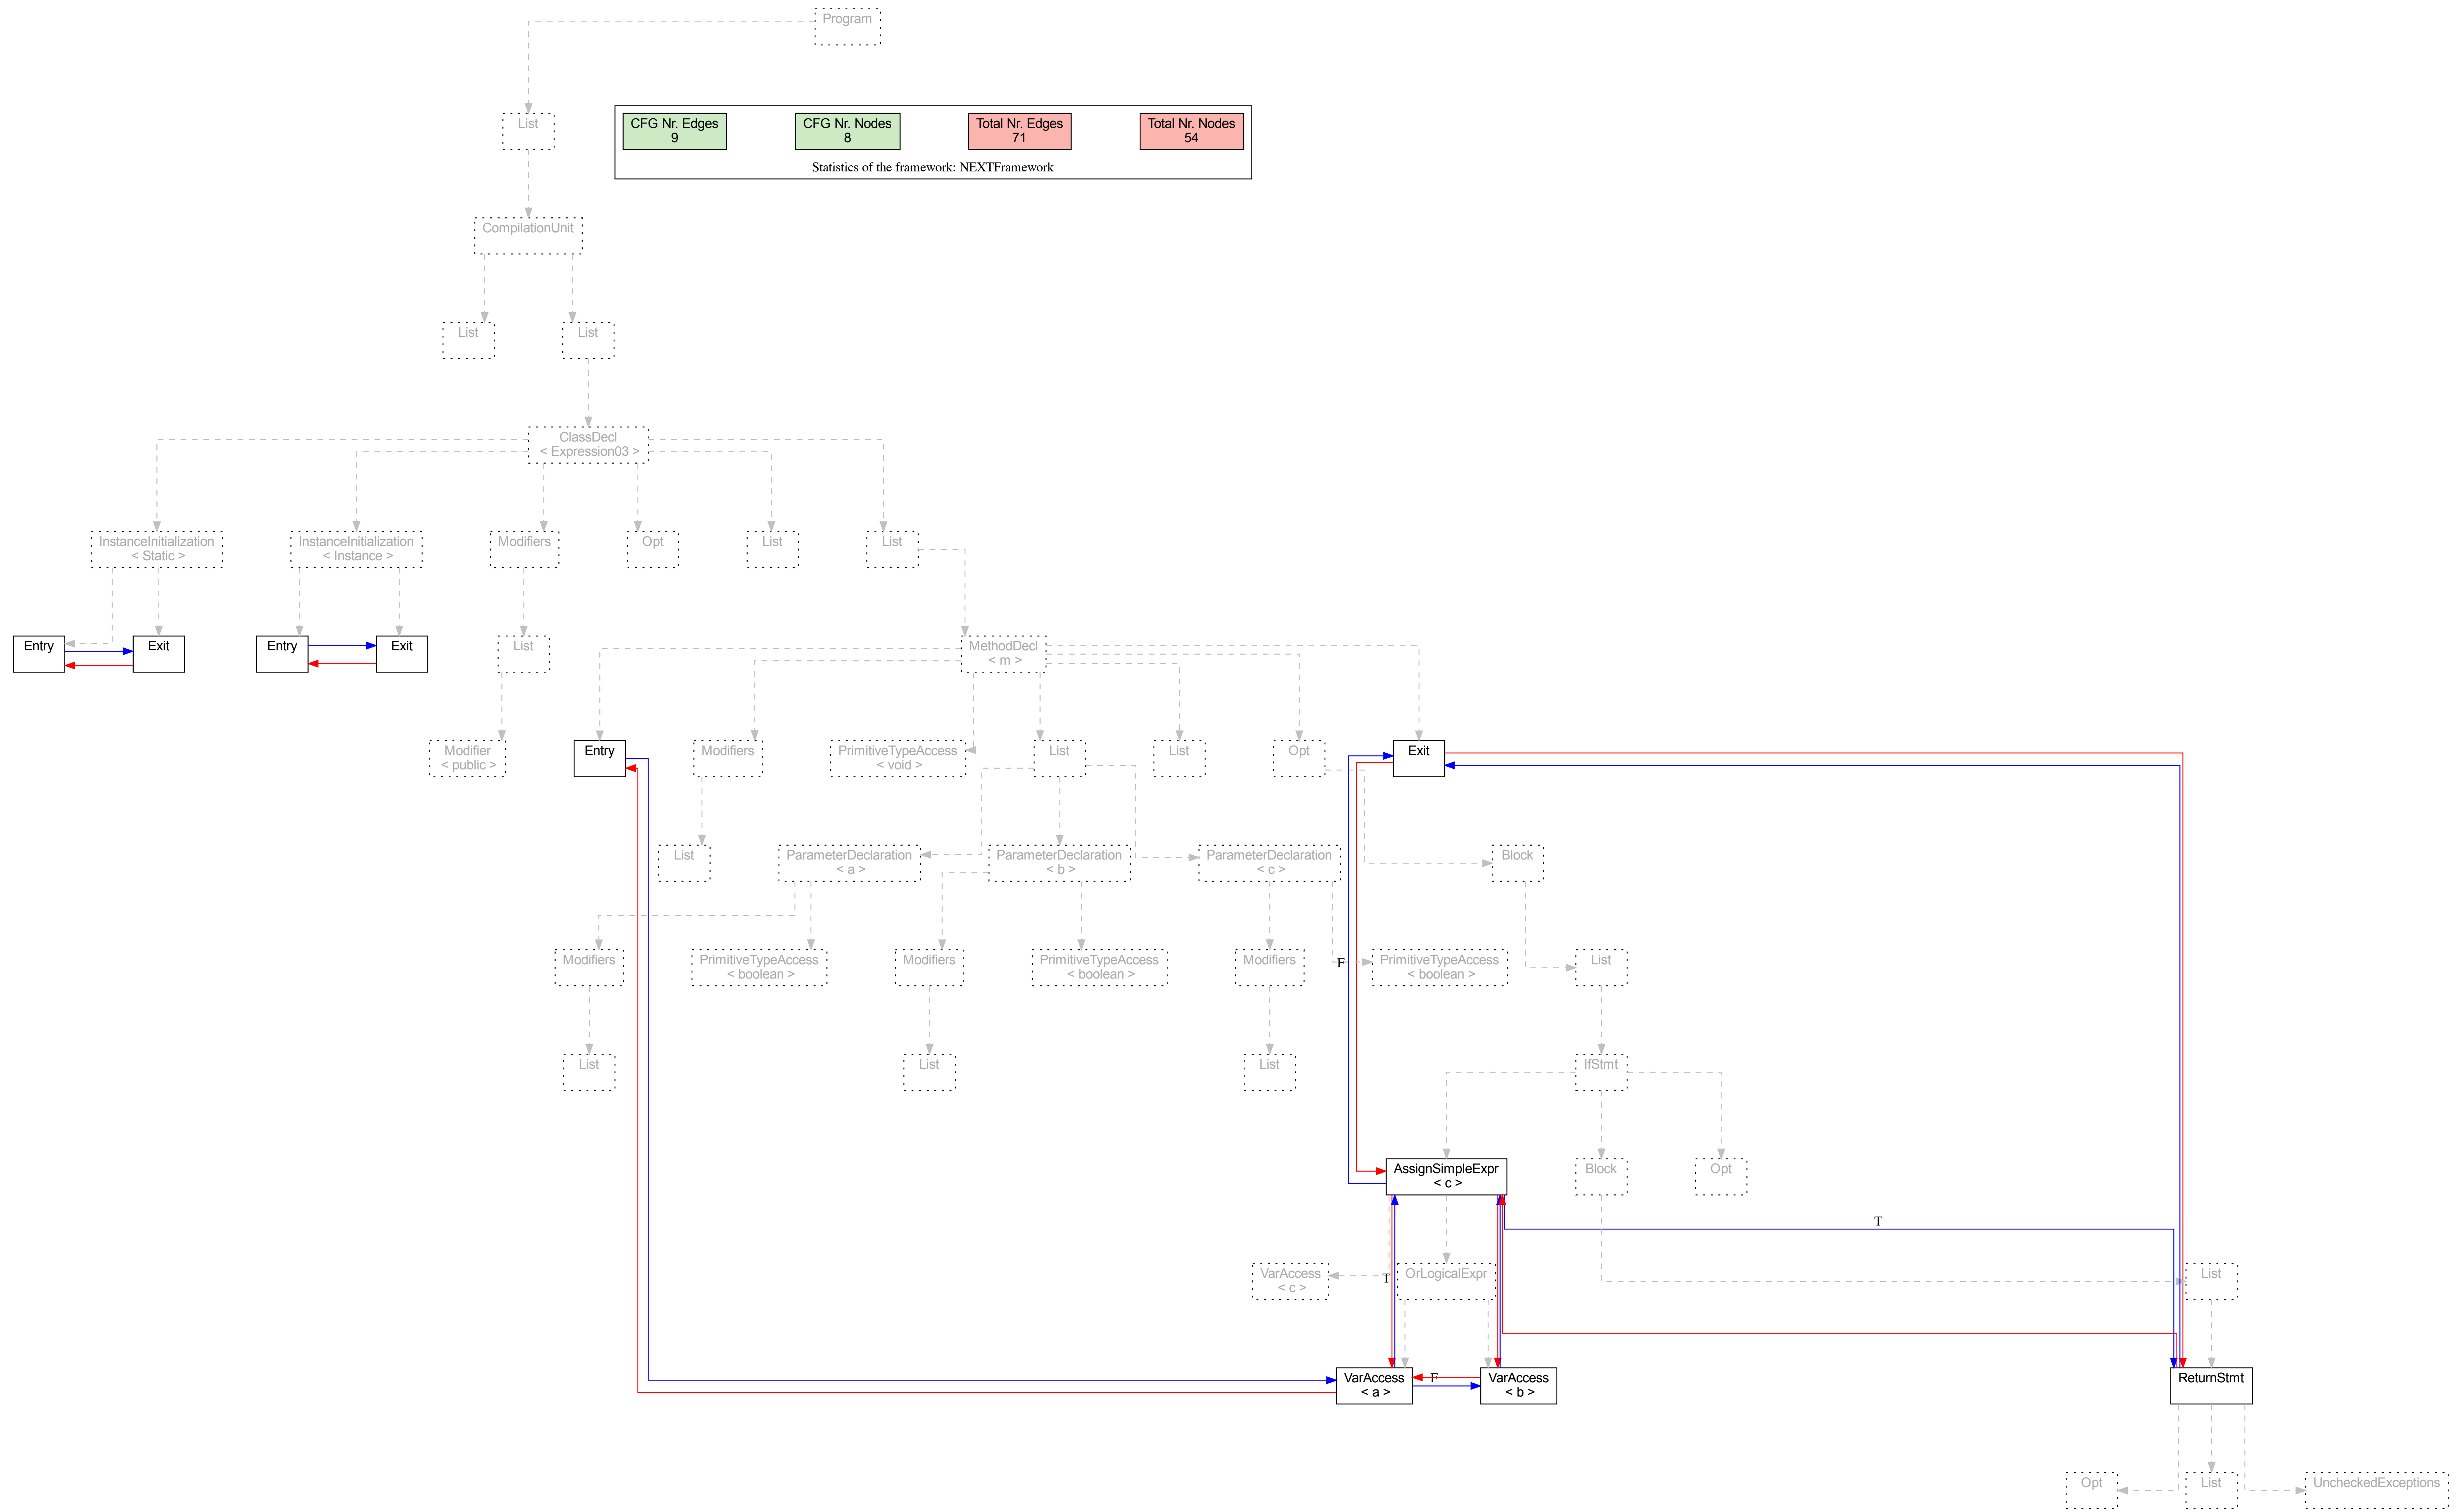 Program
List
CFG Nr. Edges
9
CFG Nr. Nodes
8
Total Nr. Edges
71
Total Nr. Nodes
54
Statistics of the framework: NEXTFramework
CompilationUnit
List
List
ClassDecl
< Expression03 >
InstanceInitialization
< Static >
InstanceInitialization
< Instance >
Modifiers
Opt
List
List
Entry
Exit
Entry
Exit
List
MethodDecl
< m >
Modifier
< public >
Entry
Modifiers
PrimitiveTypeAccess
< void >
List
List
Opt
Exit
List
ParameterDeclaration
< a >
ParameterDeclaration
< b >
ParameterDeclaration
< c >
Block
Modifiers
PrimitiveTypeAccess
< boolean >
Modifiers
PrimitiveTypeAccess
< boolean >
Modifiers
F
PrimitiveTypeAccess
< boolean >
List
List
List
List
IfStmt
AssignSimpleExpr
< c >
Block
Opt
T
VarAccess
< c >
T
OrLogicalExpr
List
VarAccess
< a >
F
VarAccess
< b >
ReturnStmt
Opt
List
UncheckedExceptions